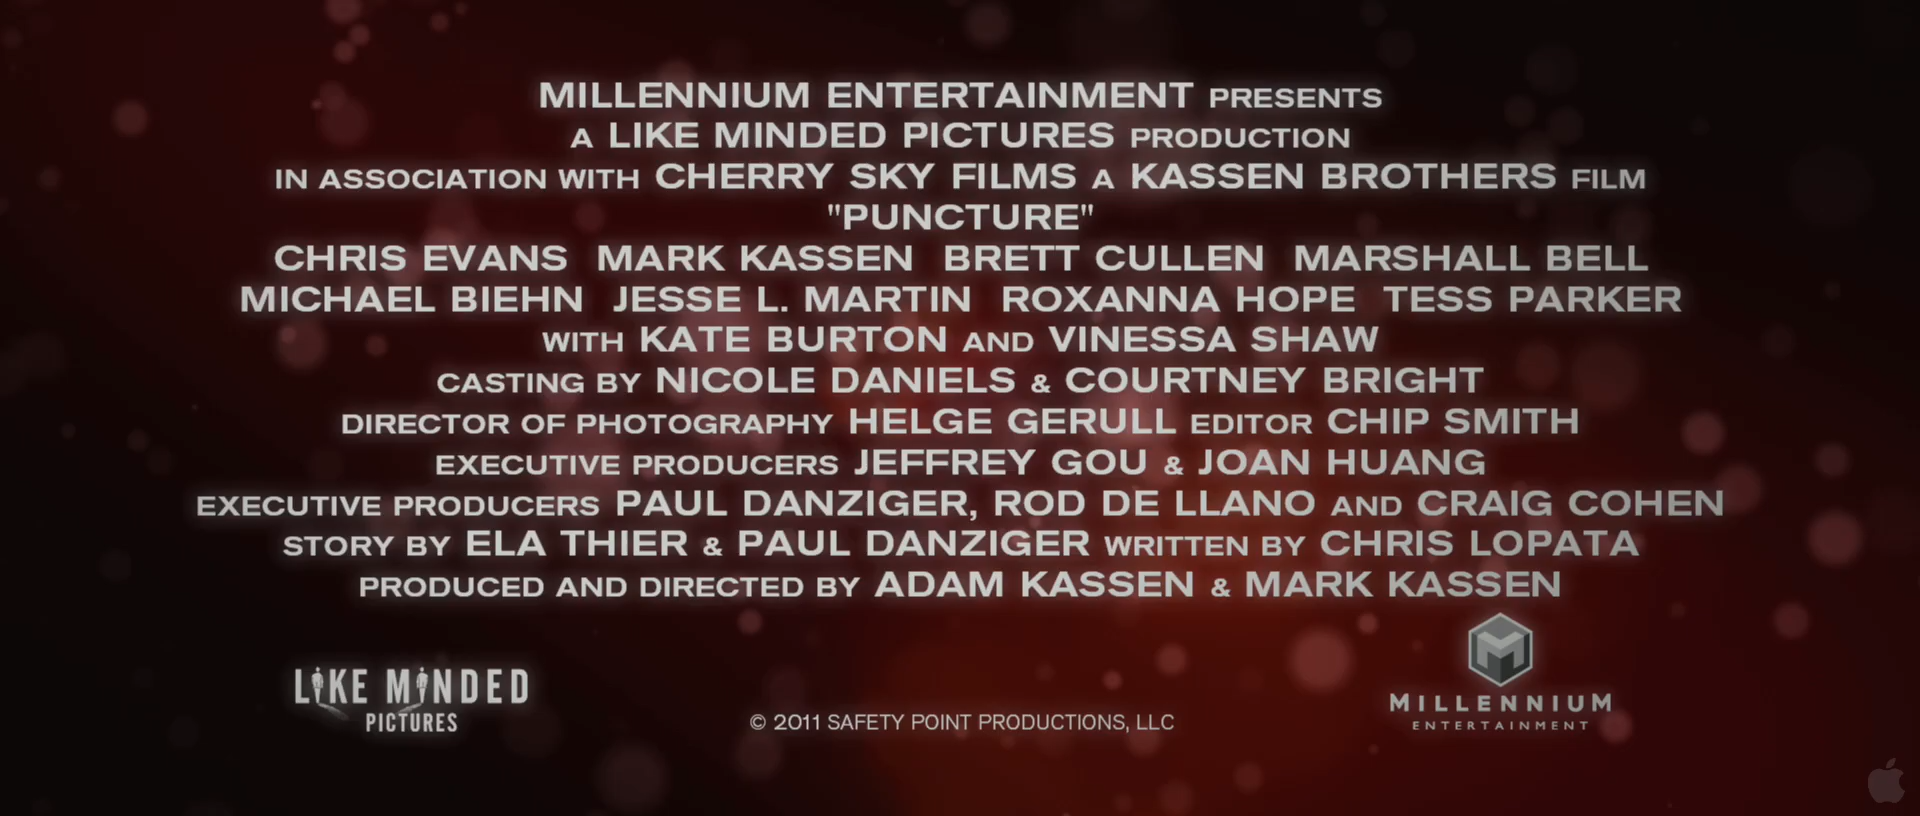 MILLENNIUM ENTERTAINMENT PRESENTS
A LIKE MINDED PICTURES PRODUCTION
IN ASSOCIATION WITH CHERRY SKY FILMS A KASSEN BROTHERS FILM
"PUNCTURE"
CHRIS EVANS MARK KASSEN BRETT CULLEN MARSHALL BELL
MICHAEL BIEHN JESSE L. MARTIN ROXANNA HOPE TESS PARKER
WITH KATE BURTON AND VINESSA SHAW
CASTING BY NICOLE DANIELS & COURTNEY BRIGHT
DIRECTOR OF PHOTOGRAPHY HELGE GERULL EDITOR CHIP SMITH
EXECUTIVE PRODUCERS JEFFREY GOU & JOAN HUANG
EXECUTIVE PRODUCERS PAUL DANZIGER, ROD DE LLANO AND CRAIG COHEN
STORY BY ELA THIER & PAUL DANZIGER WRITTEN BY CHRIS LOPATA
PRODUCED AND DIRECTED BY ADAM KASSEN & MARK KASSEN
LIKE MINDED
PICTURES
© 2011 SAFETY POINT PRODUCTIONS, LLC
MILLENNIUM
ENTERTAINMENT